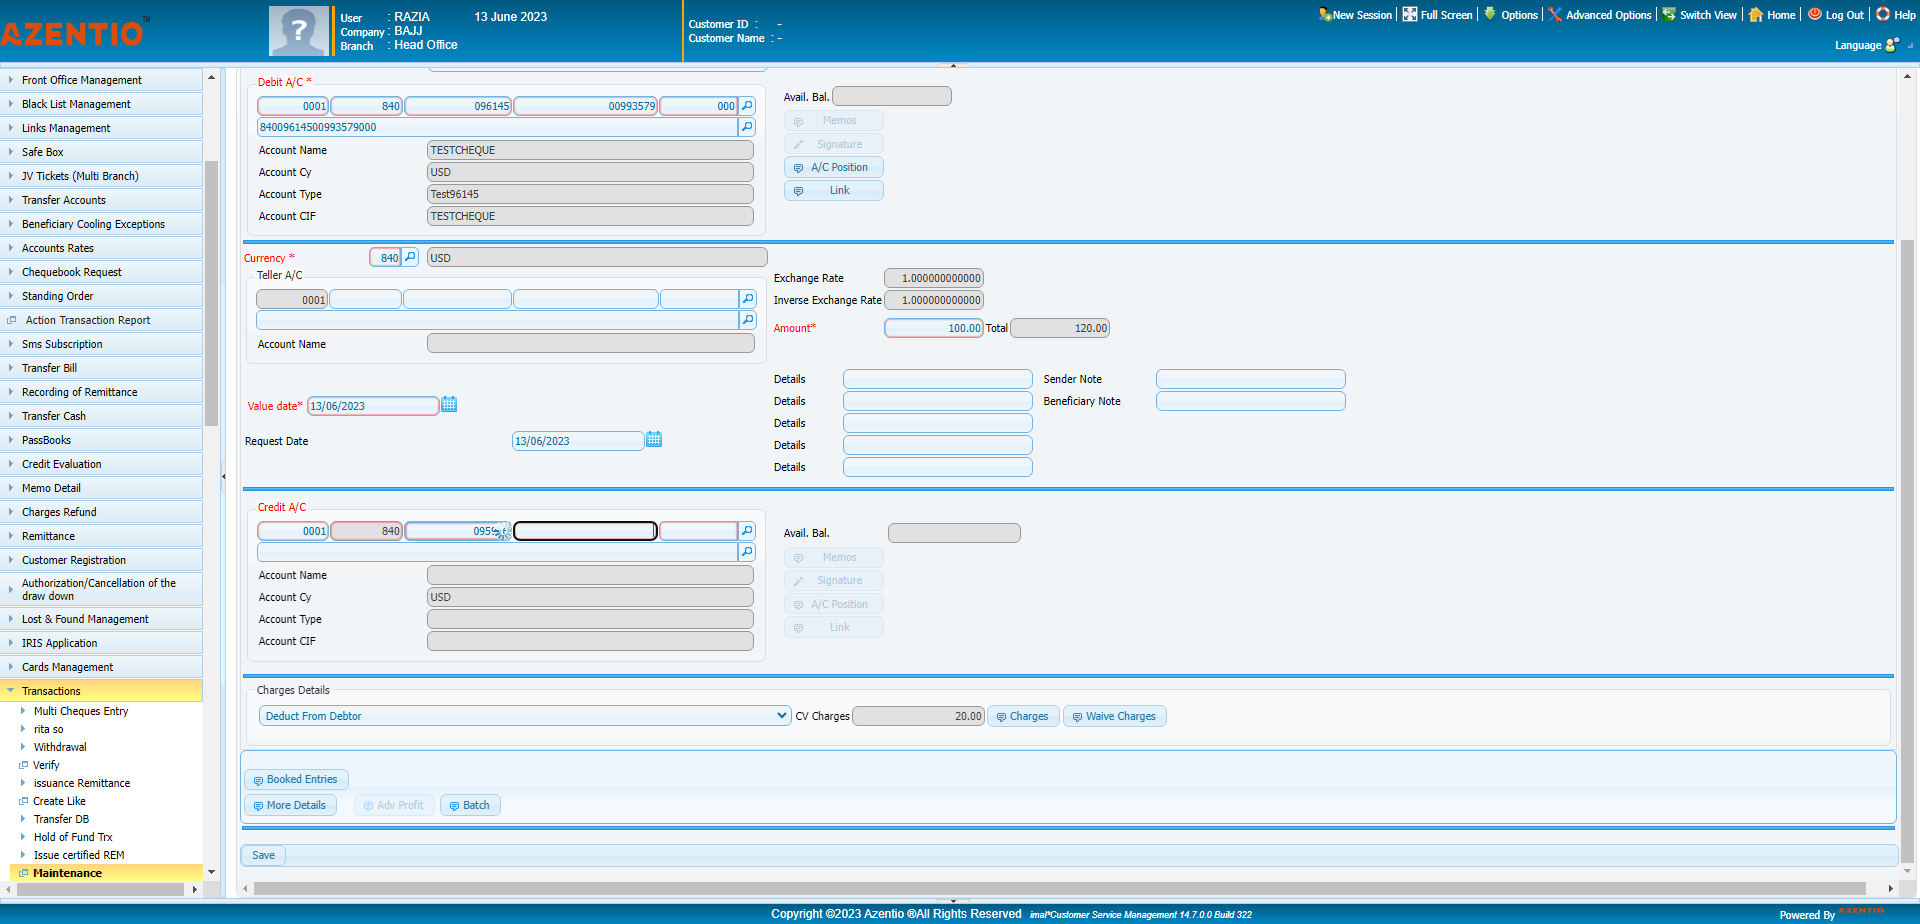 AZENTIO™
User : RAZIA 13 June 2023
Company : BAJJ
Branch : Head Office
Customer ID : -
Customer Name : -
New Session Full Screen Options Advanced Options Switch View Home Log Out Help
Language
Front Office Management
Black List Management
Links Management
Safe Box
JV Tickets (Multi Branch)
Transfer Accounts
Beneficiary Cooling Exceptions
Accounts Rates
Chequebook Request
Standing Order
Action Transaction Report
Sms Subscription
Transfer Bill
Recording of Remittance
Transfer Cash
PassBooks
Credit Evaluation
Memo Detail
Charges Refund
Remittance
Customer Registration
Authorization/Cancellation of the
draw down
Lost & Found Management
IRIS Application
Cards Management
Transactions
Multi Cheques Entry
rita so
Withdrawal
Verify
issuance Remittance
Create Like
Transfer DB
Hold of Fund Trx
Issue certified REM
Maintenance
Debit A/C *
0001 840 096145 00993579 000
84009614500993579000
Account Name TESTCHEQUE
Account Cy USD
Account Type Test96145
Account CIF TESTCHEQUE
Avail. Bal.
Memos
Signature
A/C Position
Link
Currency * 840 USD
Teller A/C
0001
Account Name
Exchange Rate 1.000000000000
Inverse Exchange Rate 1.000000000000
Amount* 100.00 Total 120.00
Value date* 13/06/2023
Request Date 13/06/2023
Details Sender Note
Details Beneficiary Note
Details
Details
Details
Credit A/C
0001 840
Account Name
Account Cy USD
Account Type
Account CIF
Avail. Bal.
Memos
Signature
A/C Position
Link
Charges Details
Deduct From Debtor CV Charges 20.00 Charges Waive Charges
Booked Entries
More Details Adv Profit Batch
Save
Copyright ©2023 Azentio ®All Rights Reserved imal*Customer Service Management 14.7.0.0 Build 322
Powered By AZENTIO